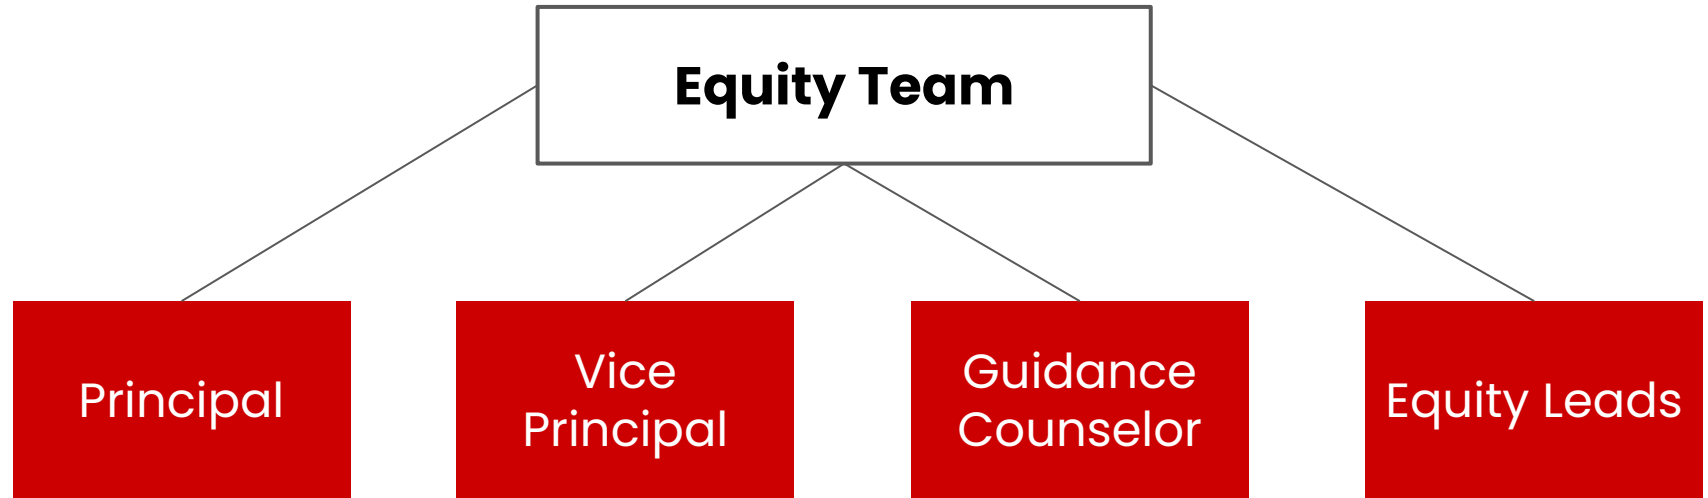 Equity Team
Principal
Vice
Principal
Guidance
Counselor
Equity Leads